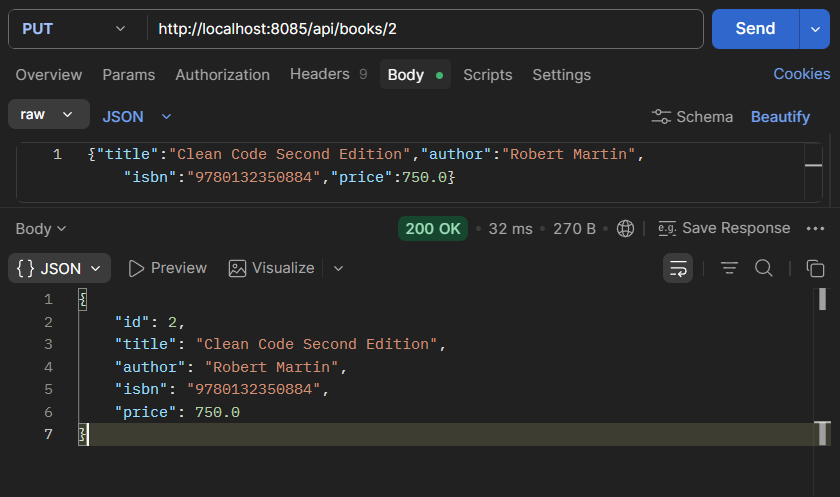 PUT http://localhost:8085/api/books/2 Send
Overview Params Authorization Headers 9 Body Scripts Settings Cookies
raw JSON Schema Beautify
1 {"title":"Clean Code Second Edition","author":"Robert Martin",
"isbn":"9780132350884","price":750.0}
Body 200 OK 32 ms 270 B e.g. Save Response
{} JSON Preview Visualize
1 {
2 "id": 2,
3 "title": "Clean Code Second Edition",
4 "author": "Robert Martin",
5 "isbn": "9780132350884",
6 "price": 750.0
7 }